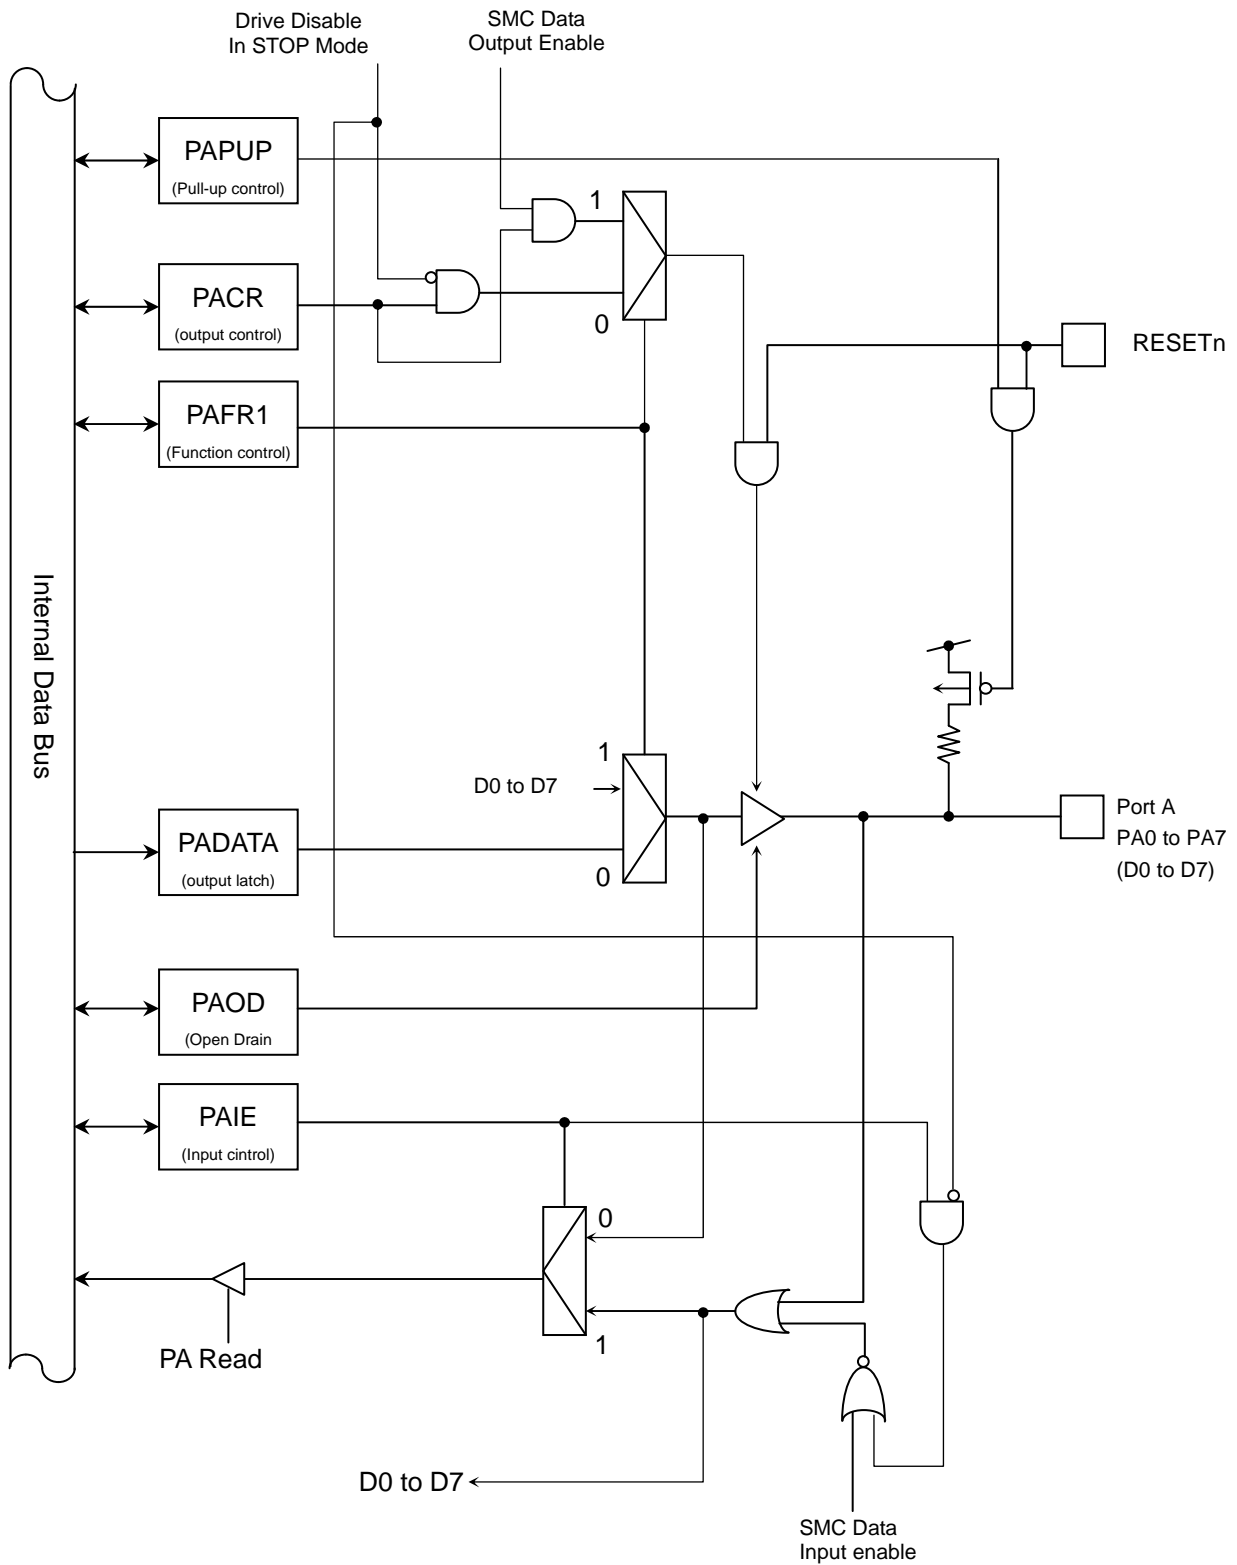 Drive Disable
In STOP Mode
SMC Data
Output Enable
PAPUP
(Pull-up control)
1
PACR
(output control)
0
RESETn
PAFR1
(Function control)
Internal Data Bus
1
D0 to D7
PADATA
(output latch)
0
Port A
PA0 to PA7
(D0 to D7)
PAOD
(Open Drain
PAIE
(Input cintrol)
0
1
PA Read
D0 to D7
SMC Data
Input enable